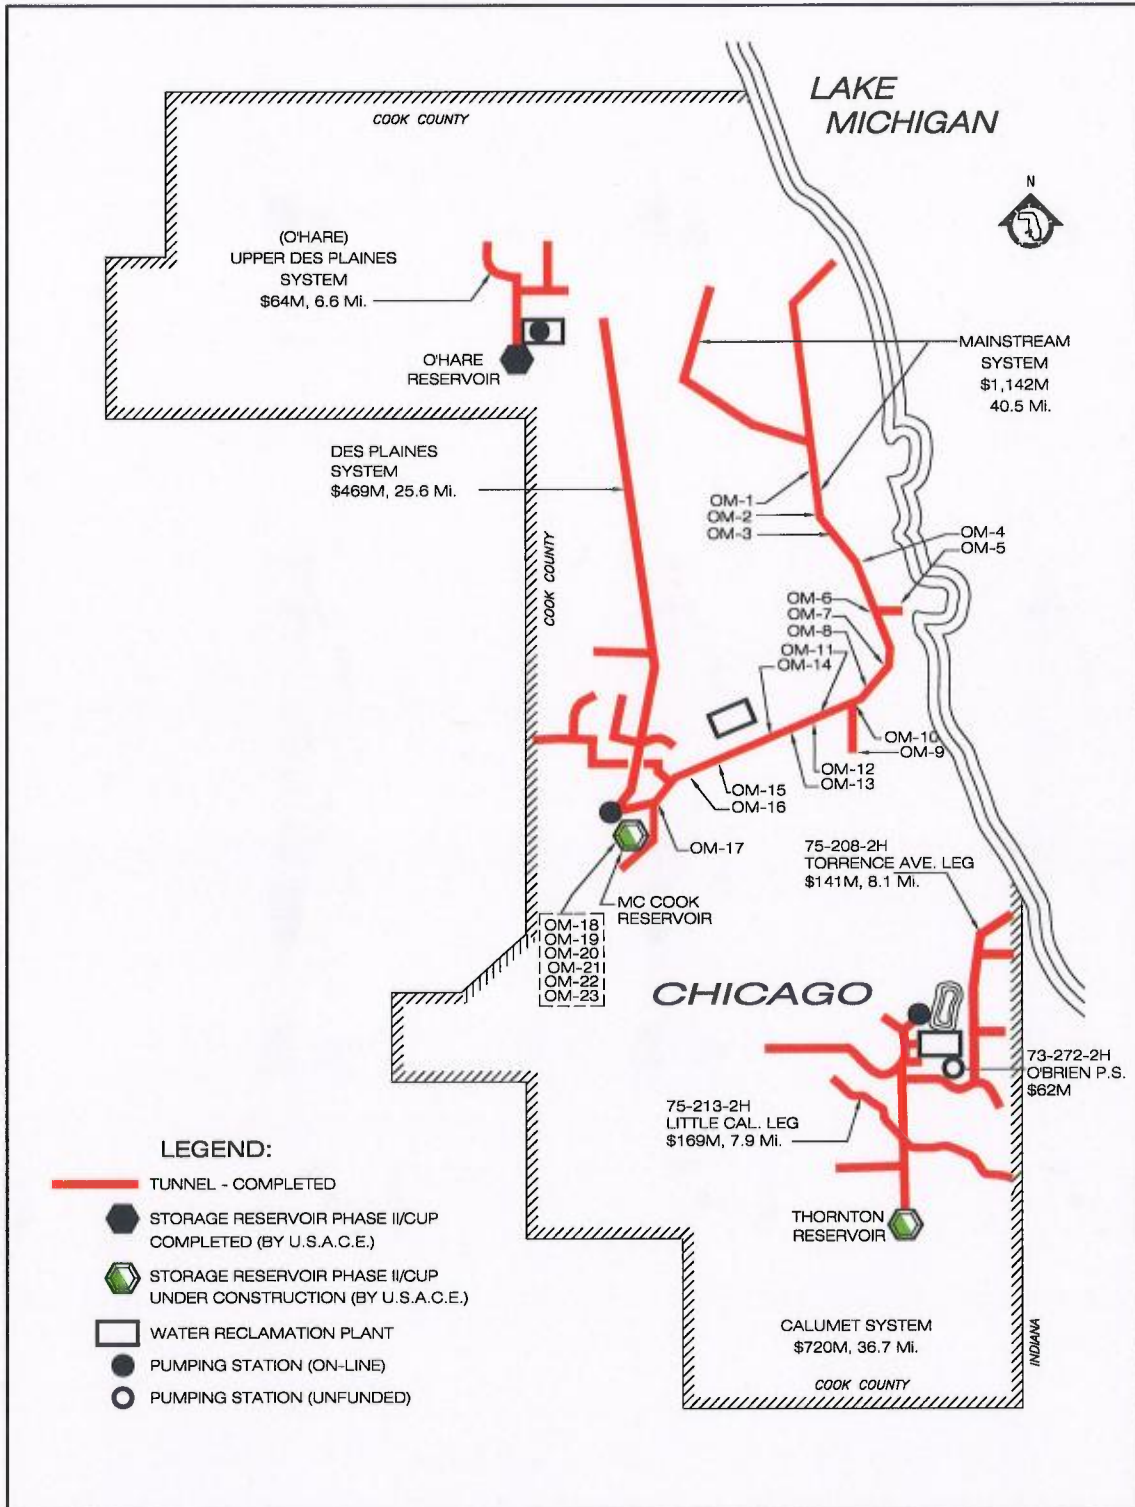 LAKE
MICHIGAN
COOK COUNTY
N
(O'HARE)
UPPER DES PLAINES
SYSTEM
$64M, 6.6 Mi.
O'HARE
RESERVOIR
MAINSTREAM
SYSTEM
$1,142M
40.5 Mi.
DES PLAINES
SYSTEM
$469M, 25.6 Mi.
COOK COUNTY
OM-1
OM-2
OM-3
OM-4
OM-5
OM-6
OM-7
OM-8
OM-11
OM-14
OM-10
OM-9
OM-12
OM-13
OM-15
OM-16
OM-17
75-208-2H
TORRENCE AVE. LEG
$141M, 8.1 Mi.
MC COOK
RESERVOIR
OM-18
OM-19
OM-20
OM-21
OM-22
OM-23
CHICAGO
73-272-2H
O'BRIEN P.S.
$62M
75-213-2H
LITTLE CAL. LEG
$169M, 7.9 Mi.
THORNTON
RESERVOIR
LEGEND:
TUNNEL - COMPLETED
STORAGE RESERVOIR PHASE II/CUP
COMPLETED (BY U.S.A.C.E.)
STORAGE RESERVOIR PHASE II/CUP
UNDER CONSTRUCTION (BY U.S.A.C.E.)
WATER RECLAMATION PLANT
PUMPING STATION (ON-LINE)
PUMPING STATION (UNFUNDED)
CALUMET SYSTEM
$720M, 36.7 Mi.
INDIANA
COOK COUNTY